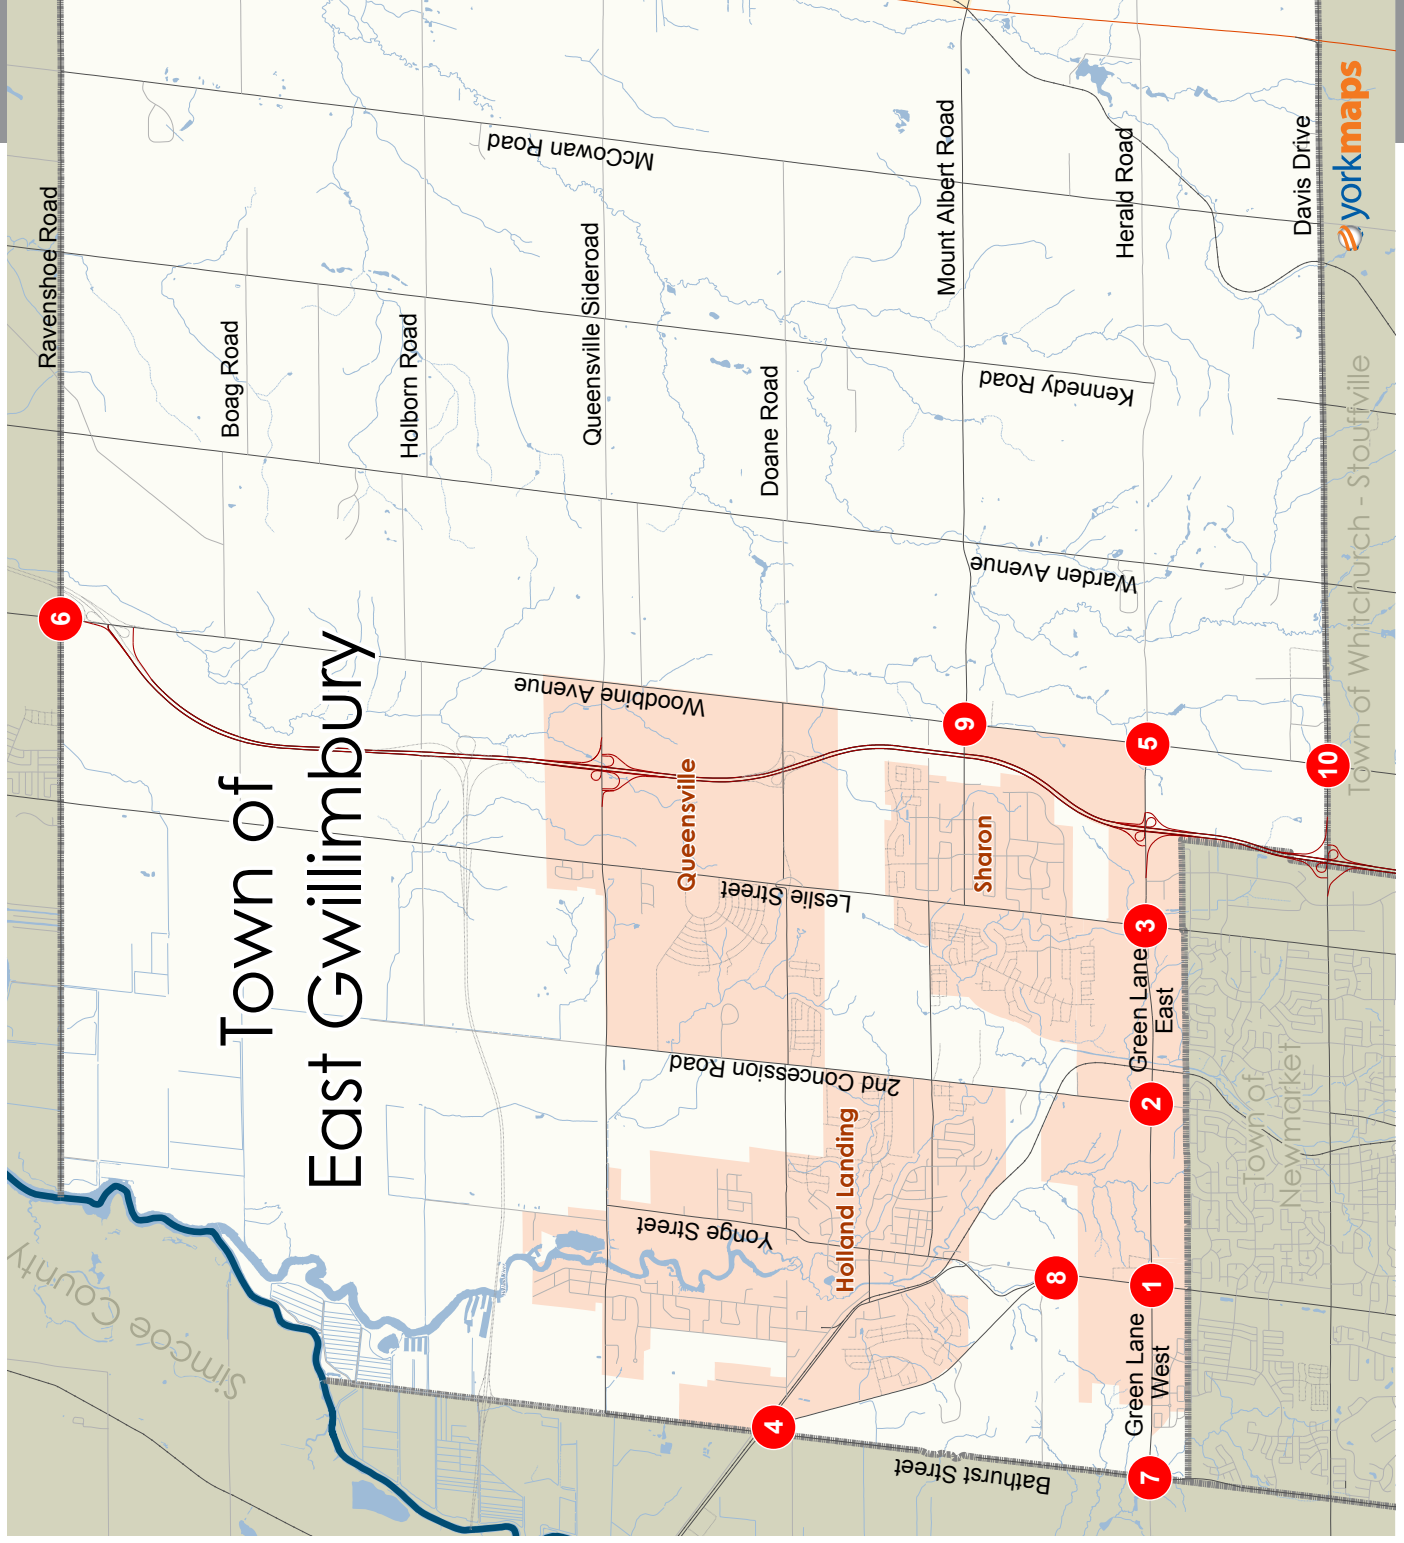 Town of
East Gwillimbury
Ravenshoe Road
Boag Road
Holborn Road
Queensville Sideroad
Doane Road
Mount Albert Road
Herald Road
Davis Drive
McCowan Road
Kennedy Road
Warden Avenue
Woodbine Avenue
Leslie Street
2nd Concession Road
Yonge Street
Bathurst Street
Green Lane
East
Green Lane
West
Queensville
Sharon
Holland Landing
Simcoe County
Town of
Newmarket
Town of Whitchurch - Stouffville
yorkmaps
6
9
5
10
3
2
8
1
4
7